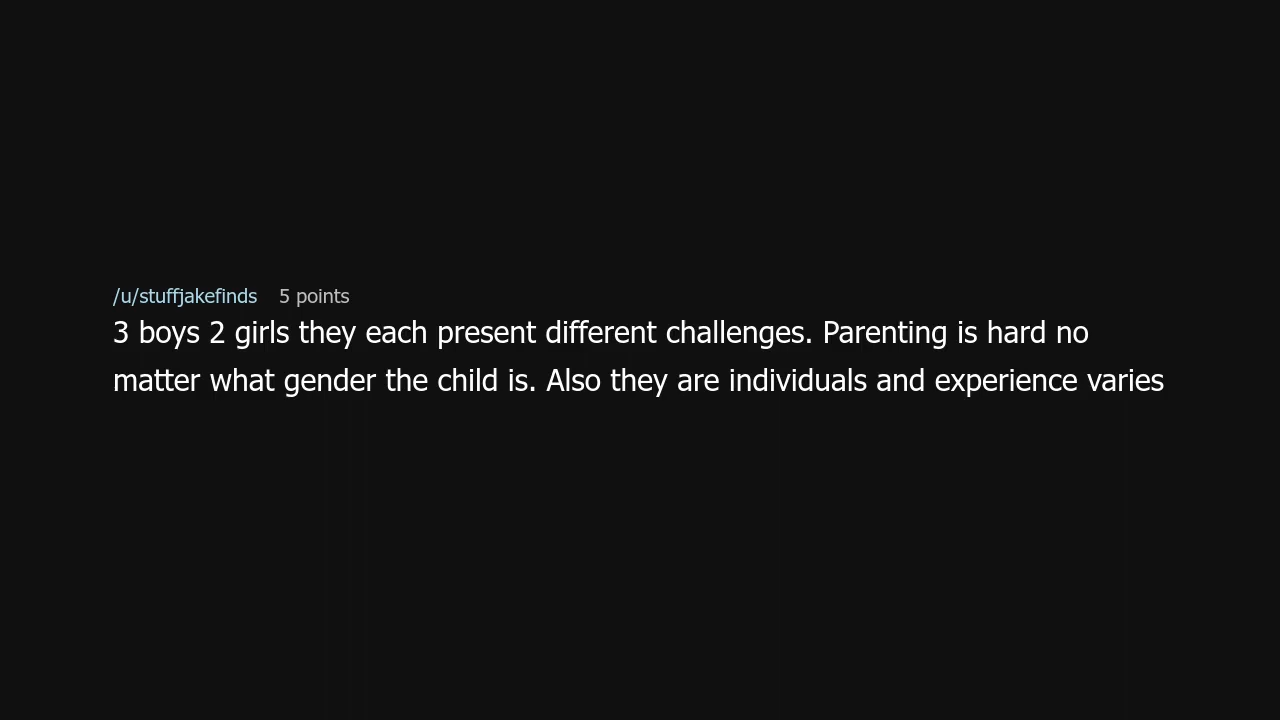 /u/stuffjakefinds 5 points
3 boys 2 girls they each present different challenges. Parenting is hard no
matter what gender the child is. Also they are individuals and experience varies